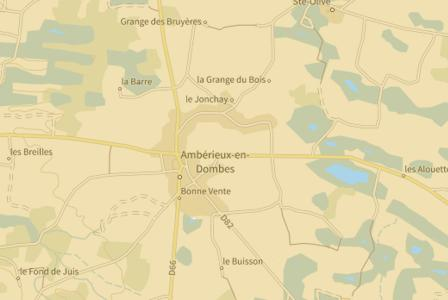 Ste-Olive
Grange des Bruyères
la Barre
la Grange du Bois
le Jonchay
les Breilles
Ambérieux-en-
Dombes
les Alouette
Bonne Vente
D82
le Buisson
D66
le Fond de Juis